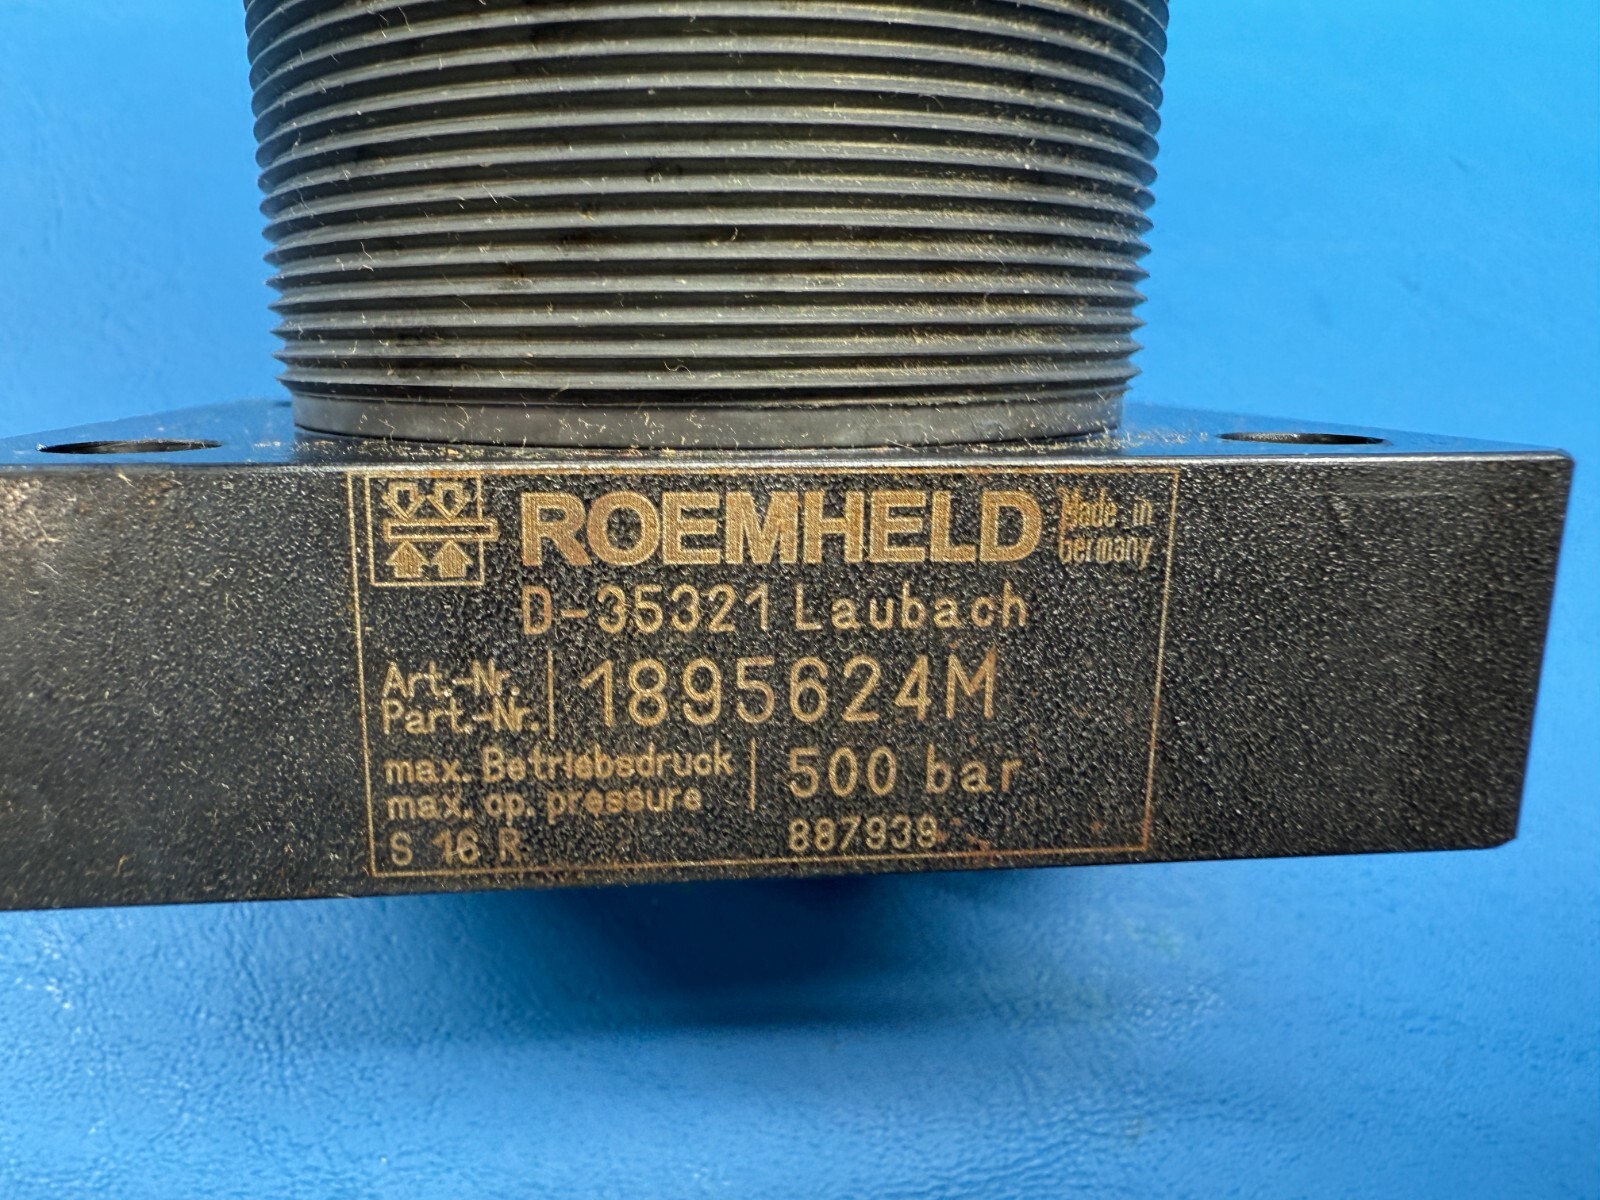 ROEMHELD
Made in
Germany
D-35321 Laubach
Art.-Nr.
Part.-Nr.
1895624M
max. Betriebsdruck
max. op. pressure
500 bar
S 16 R
887939